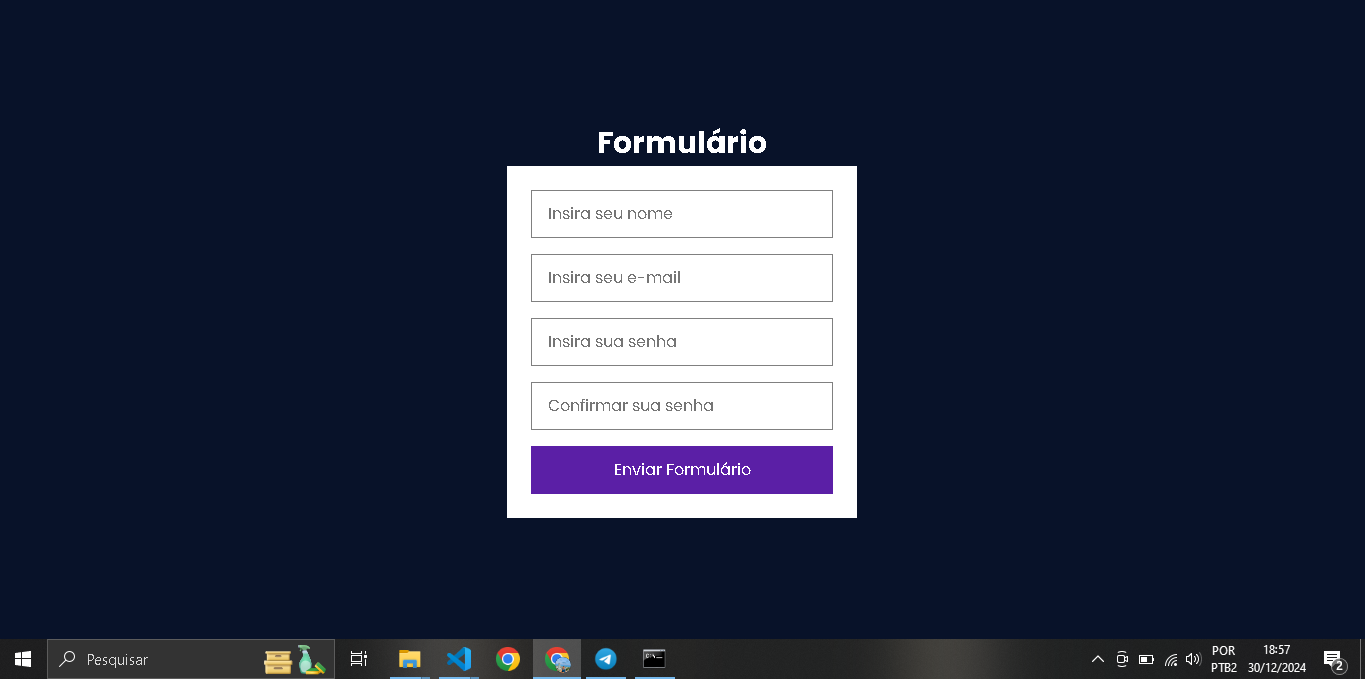 Formulário
Insira seu nome
Insira seu e-mail
Insira sua senha
Confirmar sua senha
Enviar Formulário
Pesquisar
POR
PTB2
18:57
30/12/2024
2